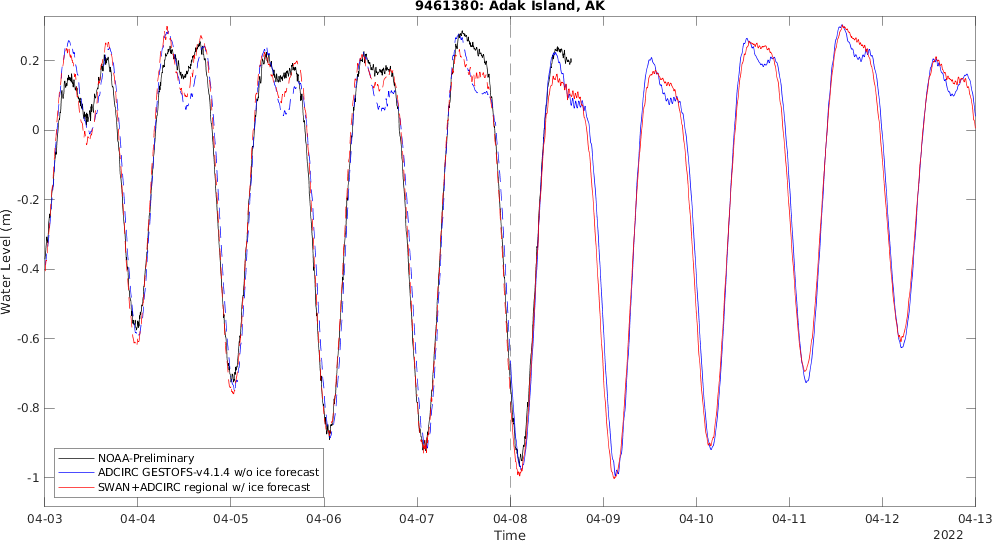 9461380: Adak Island, AK
Water Level (m)
0.2
0
-0.2
-0.4
-0.6
-0.8
-1
NOAA-Preliminary
ADCIRC GESTOFS-v4.1.4 w/o ice forecast
SWAN+ADCIRC regional w/ ice forecast
04-03 04-04 04-05 04-06 04-07 04-08 04-09 04-10 04-11 04-12 04-13
Time
2022